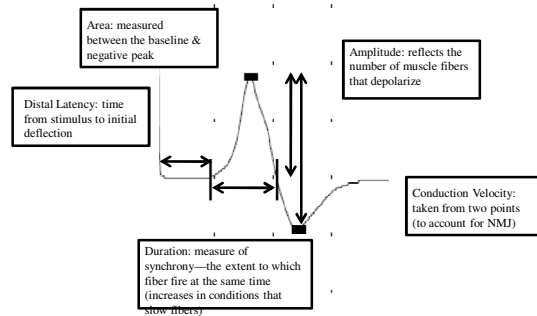 Area: measured
between the baseline &
negative peak
Amplitude: reflects the
number of muscle fibers
that depolarize
Distal Latency: time
from stimulus to initial
deflection
Conduction Velocity:
taken from two points
(to account for NMJ)
Duration: measure of
synchrony—the extent to which
fiber fire at the same time
(increases in conditions that
slow fibers)